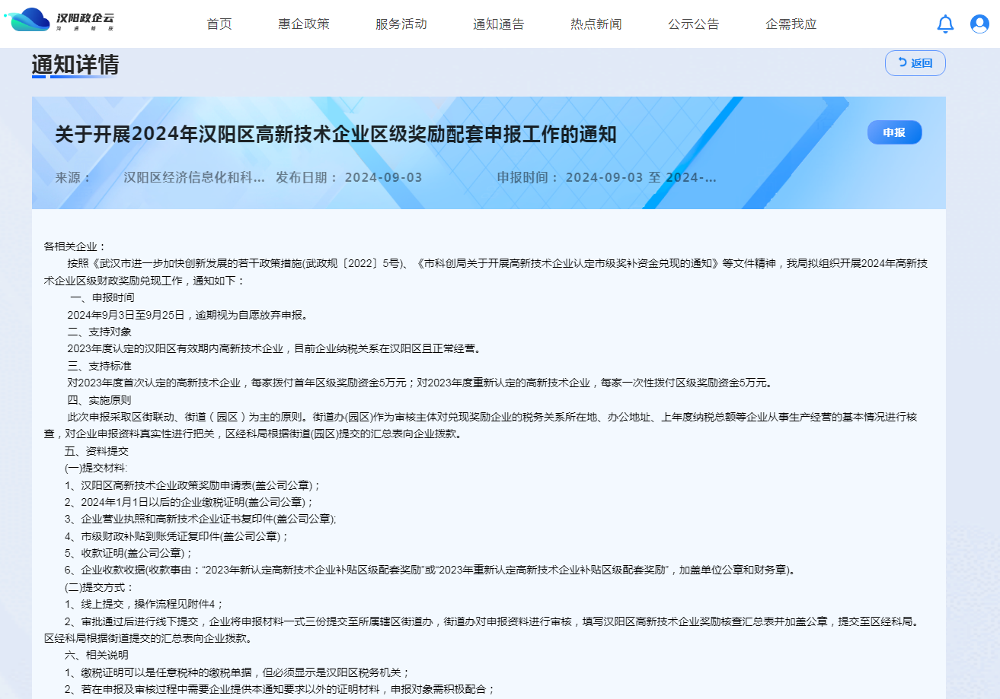 汉阳政企云
沟通畅联
首页 惠企政策 服务活动 通知通告 热点新闻 公示公告 企需我应
通知详情
返回
关于开展2024年汉阳区高新技术企业区级奖励配套申报工作的通知
申报
来源： 汉阳区经济信息化和科... 发布日期： 2024-09-03 申报时间： 2024-09-03 至 2024-...
各相关企业：
按照《武汉市进一步加快创新发展的若干政策措施(武政规〔2022〕5号)、《市科创局关于开展高新技术企业认定市级奖补资金兑现的通知》等文件精神，我局拟组织开展2024年高新技
术企业区级财政奖励兑现工作，通知如下：
一、申报时间
2024年9月3日至9月25日，逾期视为自愿放弃申报。
二、支持对象
2023年度认定的汉阳区有效期内高新技术企业，目前企业纳税关系在汉阳区且正常经营。
三、支持标准
对2023年度首次认定的高新技术企业，每家拨付首年区级奖励资金5万元；对2023年度重新认定的高新技术企业，每家一次性拨付区级奖励资金5万元。
四、实施原则
此次申报采取区街联动、街道（园区）为主的原则。街道办(园区)作为审核主体对兑现奖励企业的税务关系所在地、办公地址、上年度纳税总额等企业从事生产经营的基本情况进行核
查，对企业申报资料真实性进行把关，区经科局根据街道(园区)提交的汇总表向企业拨款。
五、资料提交
(一)提交材料:
1、汉阳区高新技术企业政策奖励申请表(盖公司公章)；
2、2024年1月1日以后的企业缴税证明(盖公司公章)；
3、企业营业执照和高新技术企业证书复印件(盖公司公章);
4、市级财政补贴到账凭证复印件(盖公司公章)；
5、收款证明(盖公司公章)；
6、企业收款收据(收款事由：“2023年新认定高新技术企业补贴区级配套奖励”或“2023年重新认定高新技术企业补贴区级配套奖励”，加盖单位公章和财务章)。
(二)提交方式：
1、线上提交，操作流程见附件4；
2、审批通过后进行线下提交，企业将申报材料一式三份提交至所属辖区街道办，街道办对申报资料进行审核，填写汉阳区高新技术企业奖励核查汇总表并加盖公章，提交至区经科局。
区经科局根据街道提交的汇总表向企业拨款。
六、相关说明
1、缴税证明可以是任意税种的缴税单据，但必须显示是汉阳区税务机关；
2、若在申报及审核过程中需要企业提供本通知要求以外的证明材料，申报对象需积极配合；